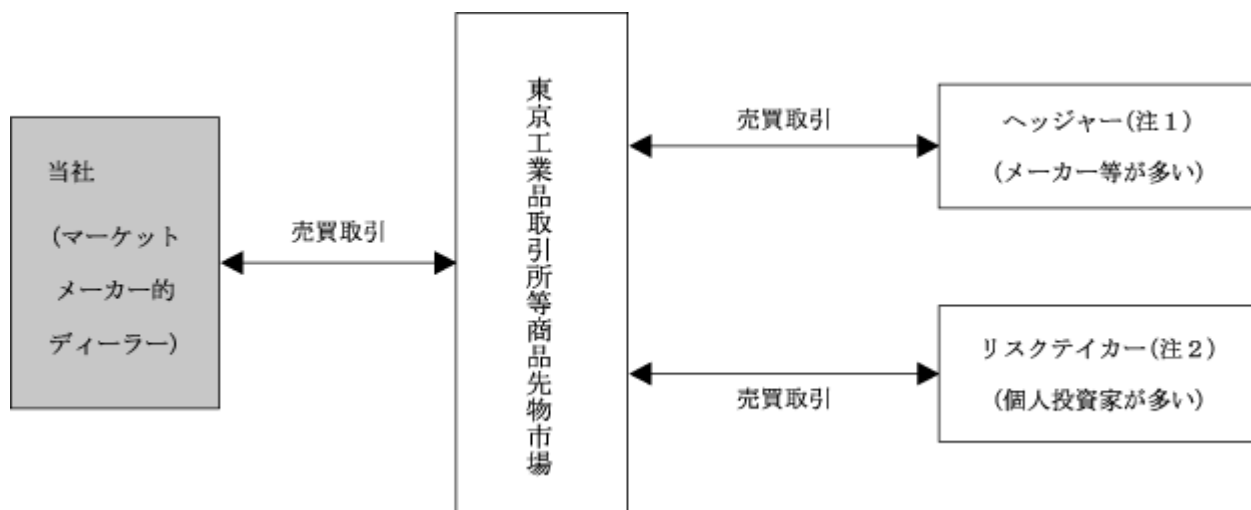 当社
(マーケット
メーカー的
ディーラー)
売買取引
東京工業品取引所等商品先物市場
売買取引
ヘッジャー(注1)
(メーカー等が多い)
売買取引
リスクテイカー(注2)
(個人投資家が多い)